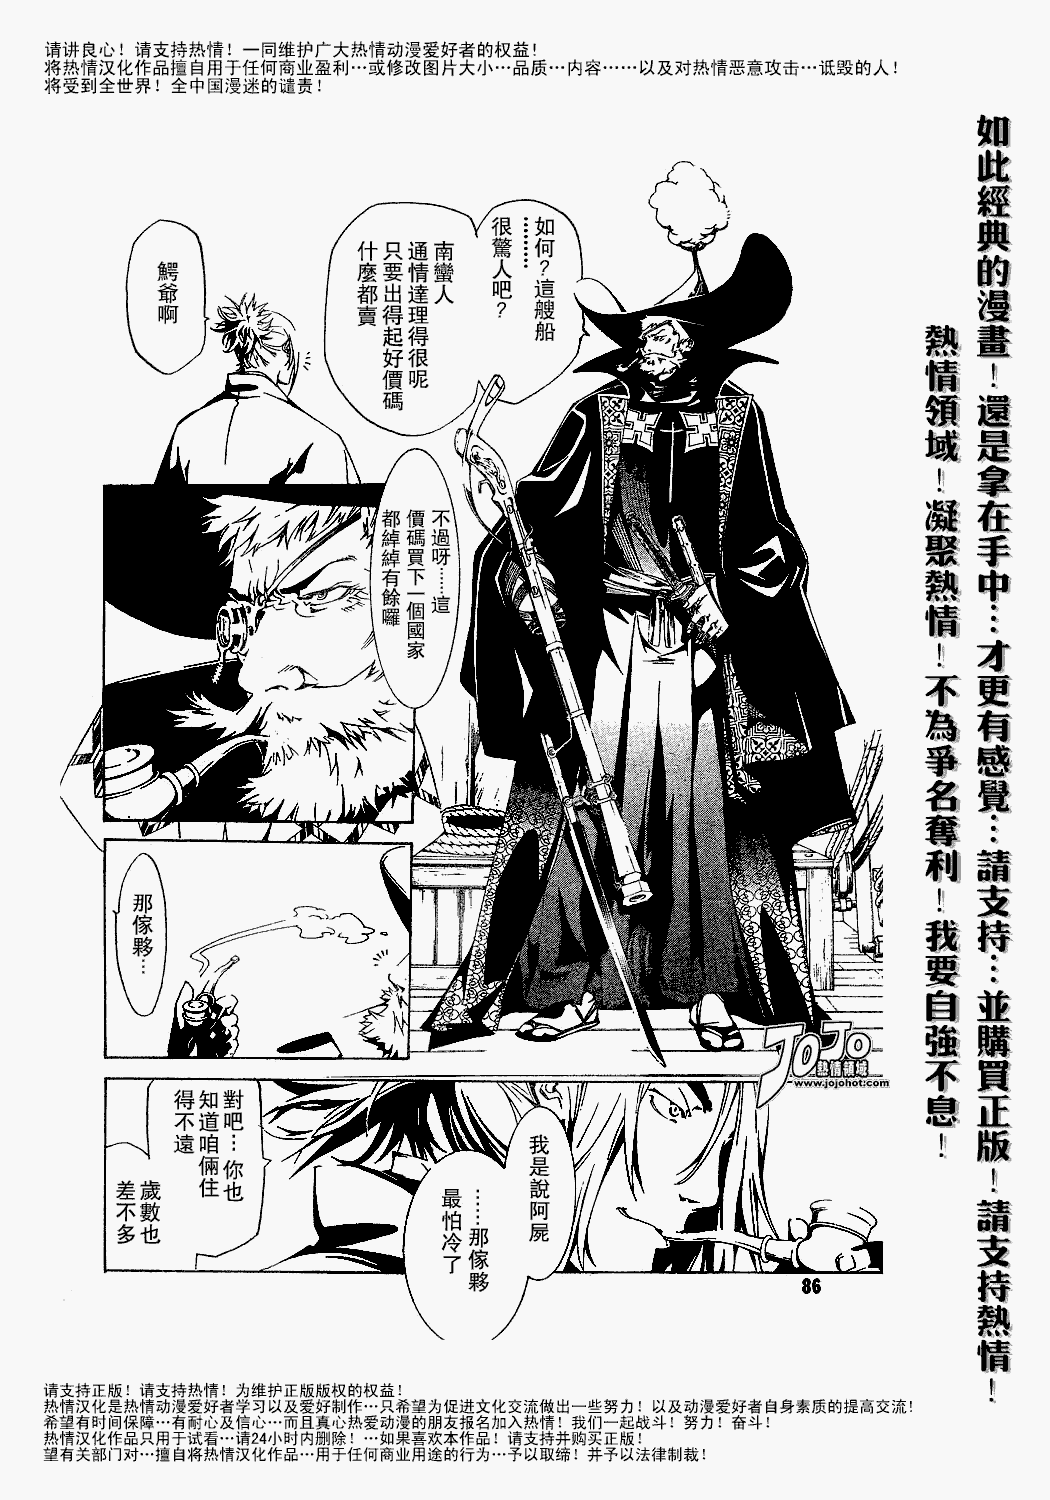 请讲良心！请支持热情！一同维护广大热情动漫爱好者的权益！
将热情汉化作品擅自用于任何商业盈利…或修改图片大小…品质…内容……以及对热情恶意攻击…诋毁的人！
将受到全世界！全中国漫迷的谴责！
如此經典的漫畫！還是拿在手中…才更有感覺…請支持…並購買正版！請支持熱情！
熱情領域！凝聚熱情！不為爭名奪利！我要自強不息！
如何？這艘船
………
很驚人吧？
南蠻人
通情達理得很呢
只要出得起好價碼
什麼都賣
鰐爺啊
不過呀……這
價碼買下一個國家
都綽綽有餘囉
那傢夥…
我是說阿屍
……那傢夥
最怕冷了
對吧…你也
知道咱倆住
得不遠
歲數也
差不多
JOJO
熱情領域
www.jojohot.com
86
请支持正版！请支持热情！为维护正版版权的权益！
热情汉化是热情动漫爱好者学习以及爱好制作…只希望为促进文化交流做出一些努力！以及动漫爱好者自身素质的提高交流！
希望有时间保障…有耐心及信心…而且真心热爱动漫的朋友报名加入热情！我们一起战斗！努力！奋斗！
热情汉化作品只用于试看…请24小时内删除！…如果喜欢本作品！请支持并购买正版！
望有关部门对…擅自将热情汉化作品…用于任何商业用途的行为…予以取缔！并予以法律制裁！